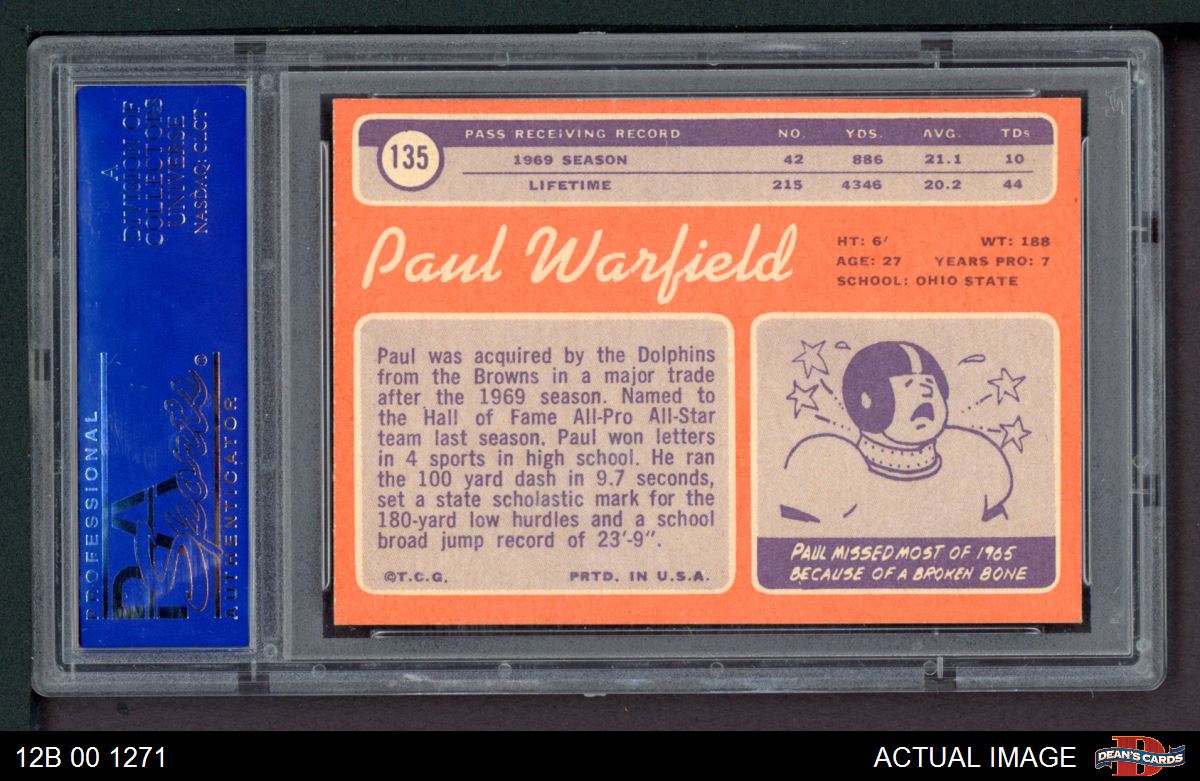 A
DIVISION OF
COLLECTORS
UNIVERSE
NASDAQ: CLCT
PROFESSIONAL
PSA
Sports ®
AUTHENTICATOR
135
PASS RECEIVING RECORD NO. YDS. AVG. TDs
1969 SEASON 42 886 21.1 10
LIFETIME 215 4346 20.2 44
Paul Warfield
HT: 6' WT: 188
AGE: 27 YEARS PRO: 7
SCHOOL: OHIO STATE
Paul was acquired by the Dolphins
from the Browns in a major trade
after the 1969 season. Named to
the Hall of Fame All-Pro All-Star
team last season, Paul won letters
in 4 sports in high school. He ran
the 100 yard dash in 9.7 seconds,
set a state scholastic mark for the
180-yard low hurdles and a school
broad jump record of 23'-9".
©T.C.G. PRTD. IN U.S.A.
PAUL MISSED MOST OF 1965
BECAUSE OF A BROKEN BONE
12B 00 1271
ACTUAL IMAGE
D
DEAN'S CARDS